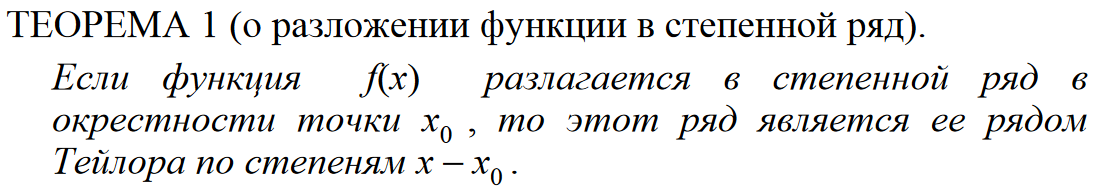 ТЕОРЕМА 1 (о разложении функции в степенной ряд).
Если функция f(x) разлагается в степенной ряд в
окрестности точки x₀ , то этот ряд является ее рядом
Тейлора по степеням x − x₀ .